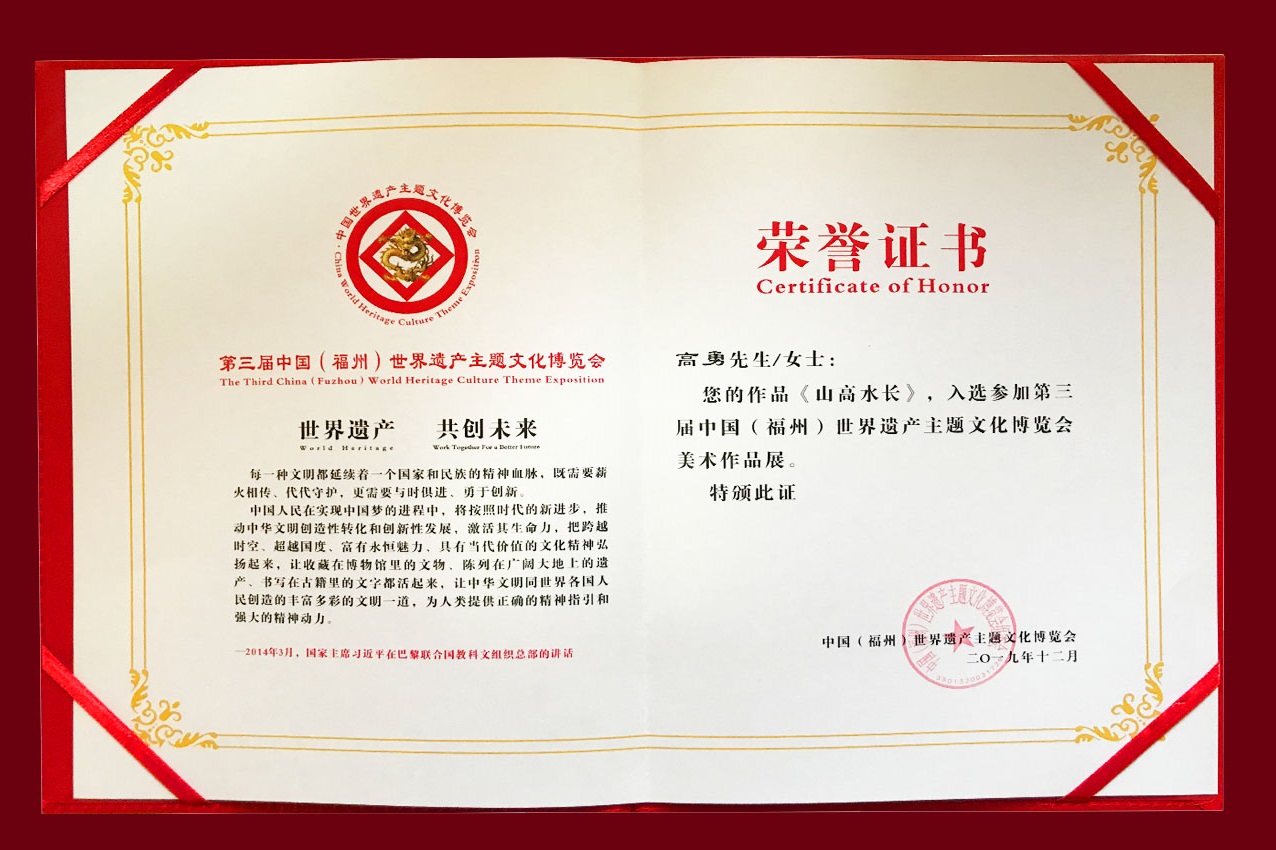 中国世界遗产主题文化博览会
China World Heritage Culture Theme Exposition
第三届中国（福州）世界遗产主题文化博览会
The Third China (Fuzhou) World Heritage Culture Theme Exposition
世界遗产 共创未来
World Heritage Work Together For a Better Future
每一种文明都延续着一个国家和民族的精神血脉，既需要薪
火相传、代代守护，更需要与时俱进、勇于创新。
中国人民在实现中国梦的进程中，将按照时代的新进步，推
动中华文明创造性转化和创新性发展，激活其生命力，把跨越
时空、超越国度、富有永恒魅力、具有当代价值的文化精神弘
扬起来，让收藏在博物馆里的文物、陈列在广阔大地上的遗
产、书写在古籍里的文字都活起来，让中华文明同世界各国人
民创造的丰富多彩的文明一道，为人类提供正确的精神指引和
强大的精神动力。
—2014年3月，国家主席习近平在巴黎联合国教科文组织总部的讲话
荣誉证书
Certificate of Honor
高勇先生/女士：
您的作品《山高水长》，入选参加第三
届中国（福州）世界遗产主题文化博览会
美术作品展。
特颁此证
中国（福州）世界遗产主题文化博览会
二〇一九年十二月